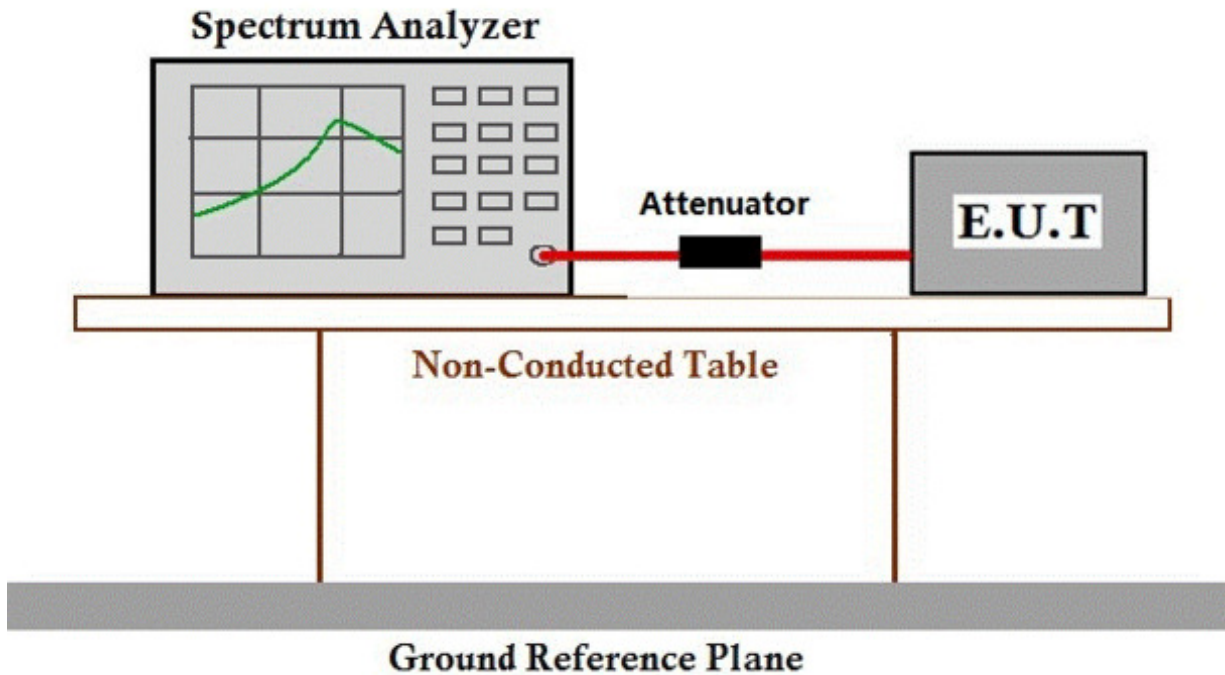 Spectrum Analyzer
Attenuator
E.U.T
Non-Conducted Table
Ground Reference Plane